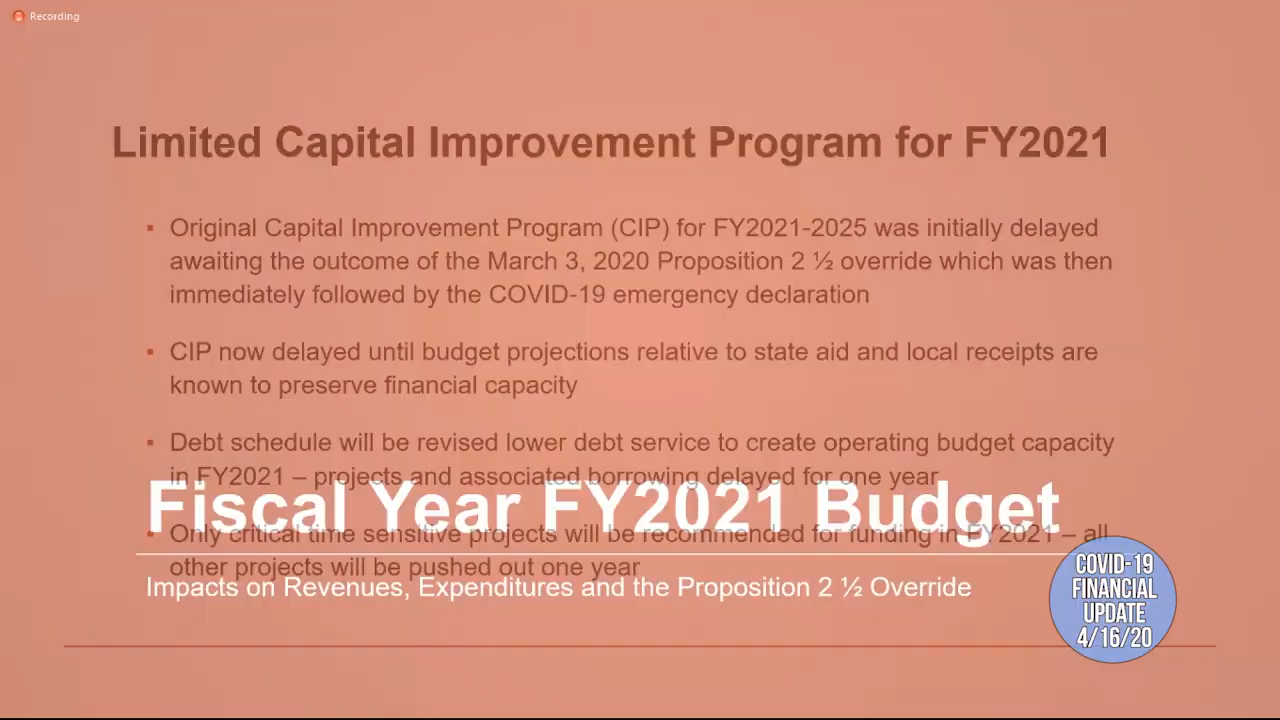 Recording
Limited Capital Improvement Program for FY2021
▪ Original Capital Improvement Program (CIP) for FY2021-2025 was initially delayed
awaiting the outcome of the March 3, 2020 Proposition 2 ½ override which was then
immediately followed by the COVID-19 emergency declaration
▪ CIP now delayed until budget projections relative to state aid and local receipts are
known to preserve financial capacity
▪ Debt schedule will be revised lower debt service to create operating budget capacity
in FY2021 – projects and associated borrowing delayed for one year
Fiscal Year FY2021 Budget
▪ Only critical time sensitive projects will be recommended for funding in FY2021 – all
other projects will be pushed out one year
Impacts on Revenues, Expenditures and the Proposition 2 ½ Override
COVID-19
FINANCIAL
UPDATE
4/16/20